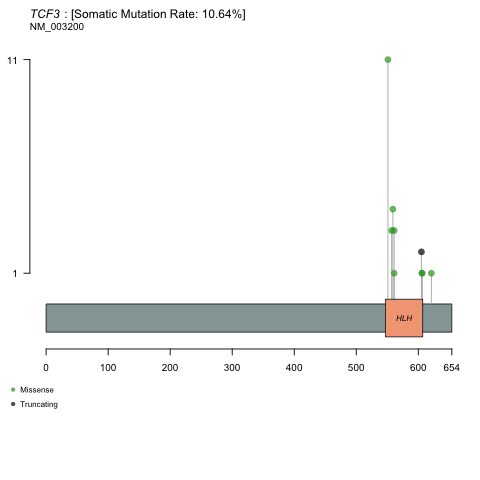 TCF3 : [Somatic Mutation Rate: 10.64%]
NM_003200
11
1
HLH
0 100 200 300 400 500 600 654
Missense
Truncating